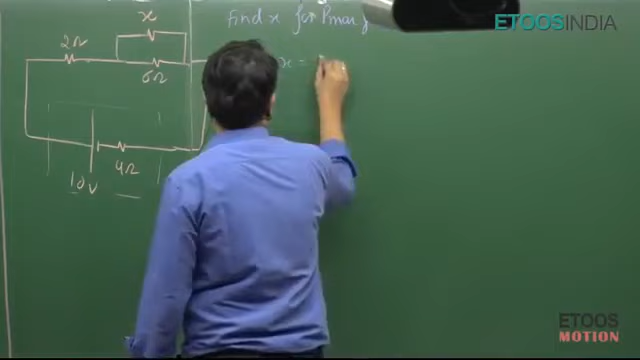 x
Find x for Pmax
2Ω
6Ω
x =
4Ω
10V
ETOOSINDIA
ETOOS
MOTION